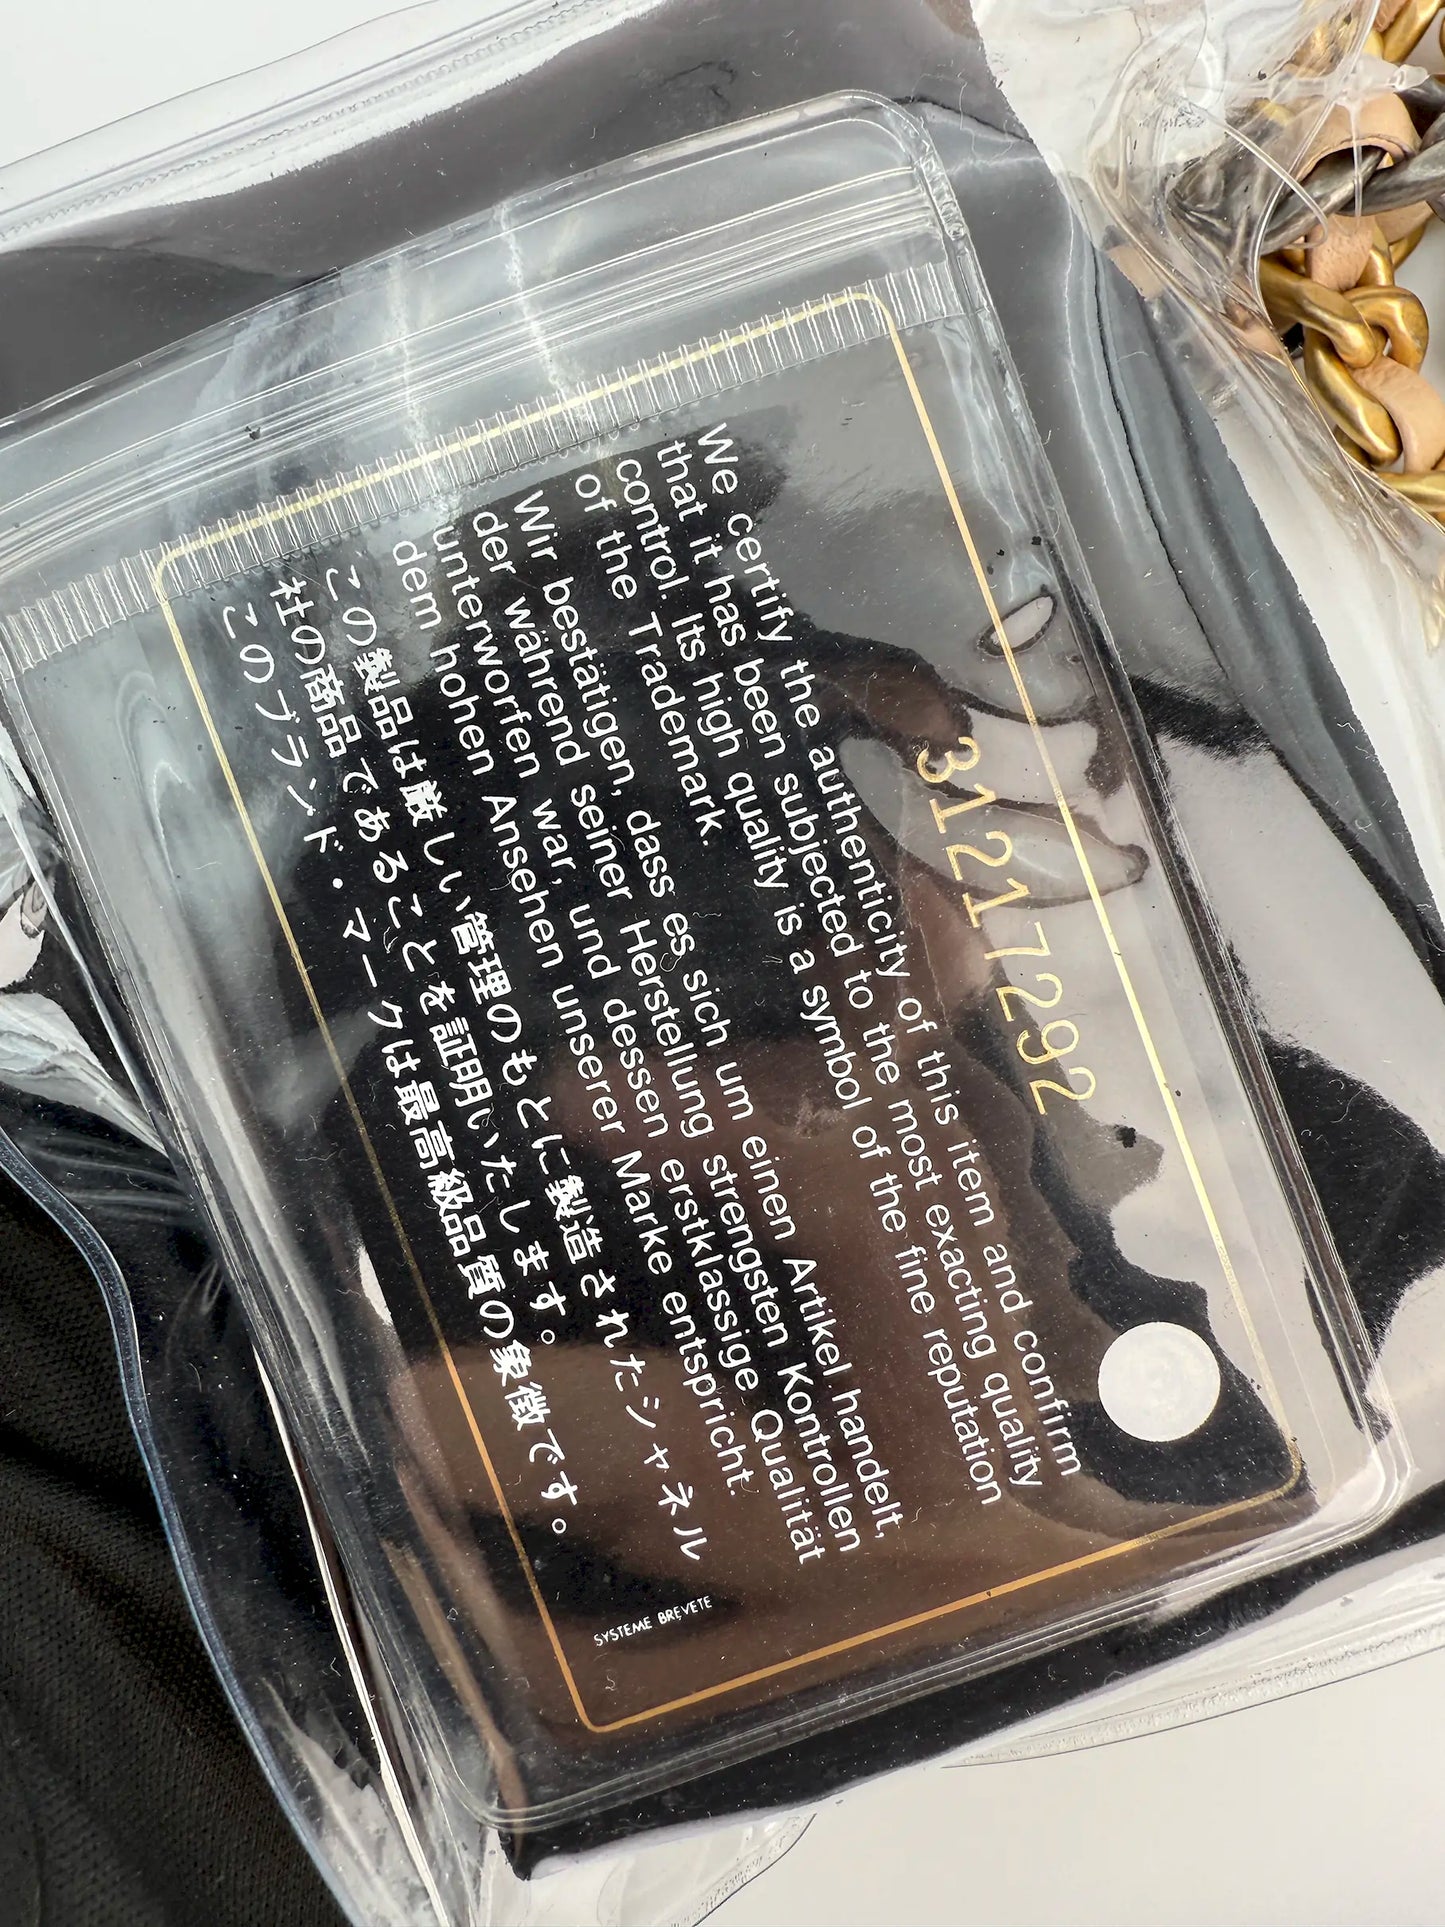 31217292
We certify the authenticity of this item and confirm
that it has been subjected to the most exacting quality
control. Its high quality is a symbol of the fine reputation
of the Trademark.
Wir bestätigen, dass es sich um einen Artikel handelt,
der während seiner Herstellung strengsten Kontrollen
unterworfen war, und dessen erstklassige Qualität
dem hohen Ansehen unserer Marke entspricht.
この製品は厳しい管理のもとに製造されたシャネル
社の商品であることを証明いたします。
このブランド・マークは最高級品質の象徴です。
SYSTEME BREVETE